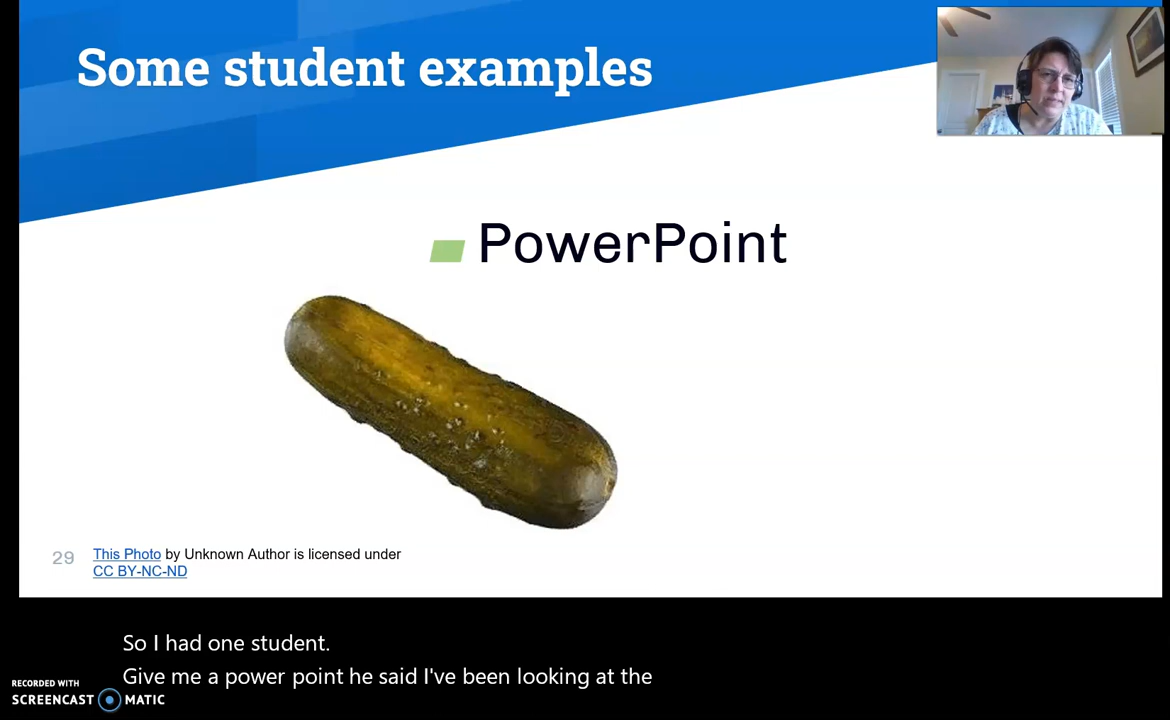 Some student examples
PowerPoint
29
This Photo by Unknown Author is licensed under
CC BY-NC-ND
So I had one student.
Give me a power point he said I've been looking at the
RECORDED WITH
SCREENCAST MATIC